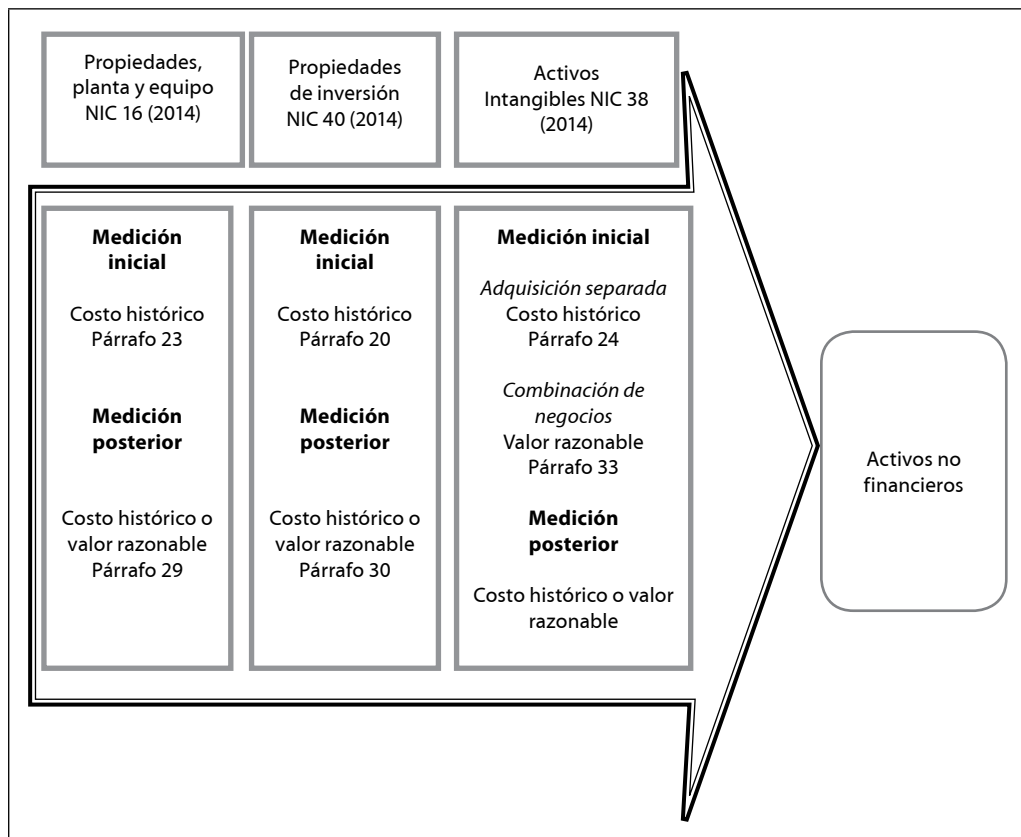 Propiedades,
planta y equipo
NIC 16 (2014)
Propiedades
de inversión
NIC 40 (2014)
Activos
Intangibles NIC 38
(2014)
Medición
inicial
Costo histórico
Párrafo 23
Medición
posterior
Costo histórico o
valor razonable
Párrafo 29
Medición
inicial
Costo histórico
Párrafo 20
Medición
posterior
Costo histórico o
valor razonable
Párrafo 30
Medición inicial
Adquisición separada
Costo histórico
Párrafo 24
Combinación de
negocios
Valor razonable
Párrafo 33
Medición
posterior
Costo histórico o valor
razonable
Activos no
financieros